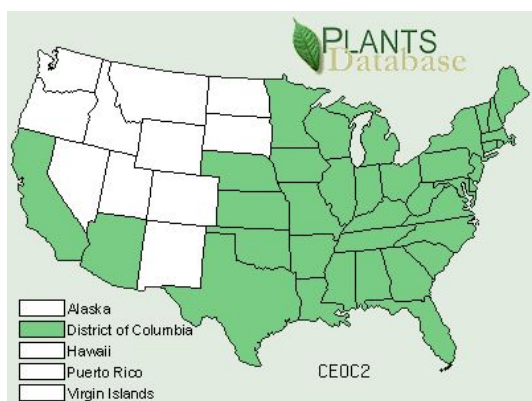 PLANTS
Database
Alaska
District of Columbia
Hawaii
Puerto Rico
Virgin Islands
CEOC2